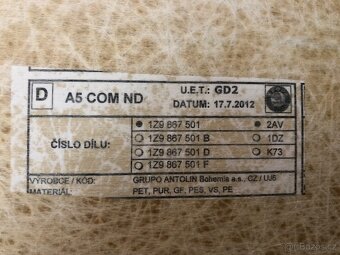 D A5 COM ND U.E.T.: GD2
DATUM: 17.7.2012
ČÍSLO DÍLU:
1Z9 867 501 2AV
1Z9 867 501 B 1DZ
1Z9 867 501 D K73
1Z9 867 501 F
VÝROBCE / KÓD: GRUPO ANTOLIN Bohemia a.s., CZ / UJ6
MATERIÁL: PET, PUR, GF, PES, VS, PE